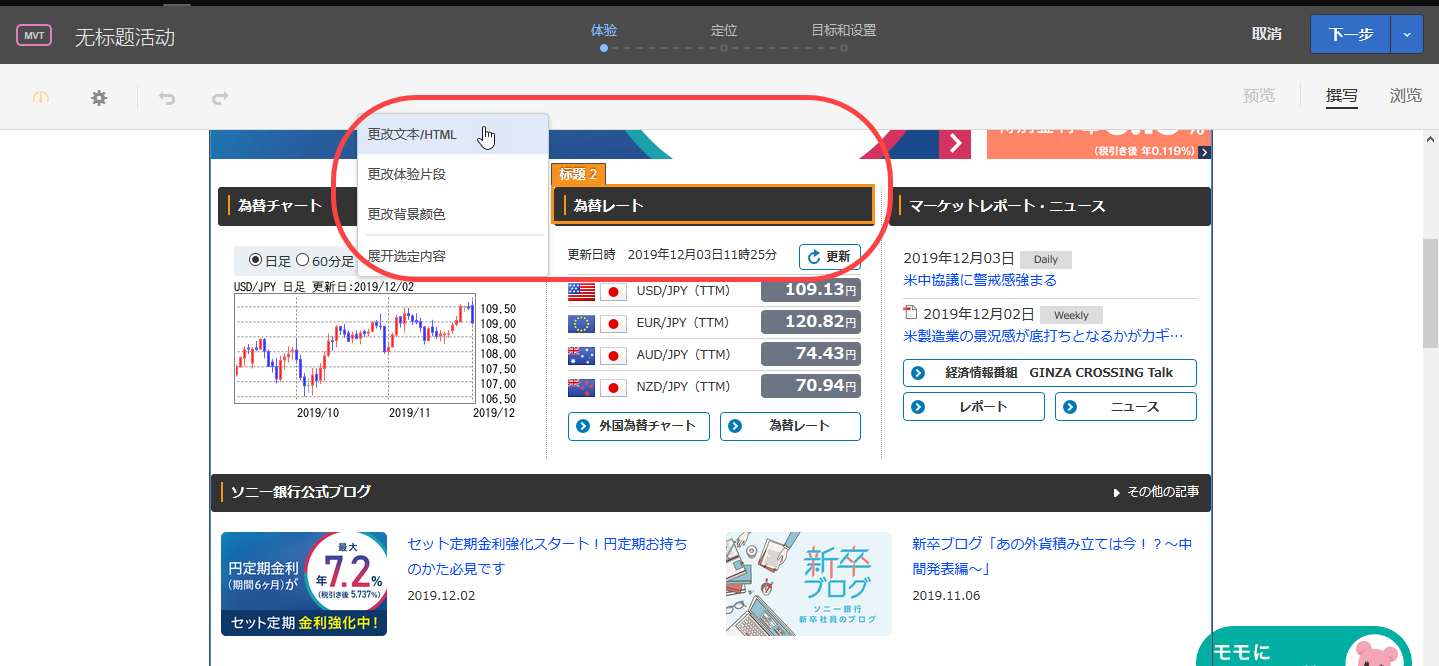 MVT
无标题活动
体验
定位
目标和设置
取消
下一步
预览
撰写
浏览
更改文本/HTML
更改体验片段
更改背景颜色
展开选定内容
(税引き後 年0.119%)
為替チャート
日足 60分足
USD/JPY 日足 更新日:2019/12/02
109.50
109.00
108.50
108.00
107.50
107.00
106.50
2019/10 2019/11 2019/12
标题 2
為替レート
更新日時 2019年12月03日11時25分
更新
USD/JPY（TTM） 109.13円
EUR/JPY（TTM） 120.82円
AUD/JPY（TTM） 74.43円
NZD/JPY（TTM） 70.94円
外国為替チャート
為替レート
マーケットレポート・ニュース
2019年12月03日 Daily
米中協議に警戒感強まる
2019年12月02日 Weekly
米製造業の景況感が底打ちとなるかがカギ…
経済情報番組 GINZA CROSSING Talk
レポート
ニュース
ソニー銀行公式ブログ
その他の記事
円定期金利
(期間6ヶ月)が
最大
年7.2%
(税引き後 5.737%)
セット定期 金利強化中！
セット定期金利強化スタート！円定期お持ち
のかた必見です
2019.12.02
新卒
ブログ
ソニー銀行
新卒社員のブログ
新卒ブログ「あの外貨積み立ては今！？～中
間発表編～」
2019.11.06
モモに